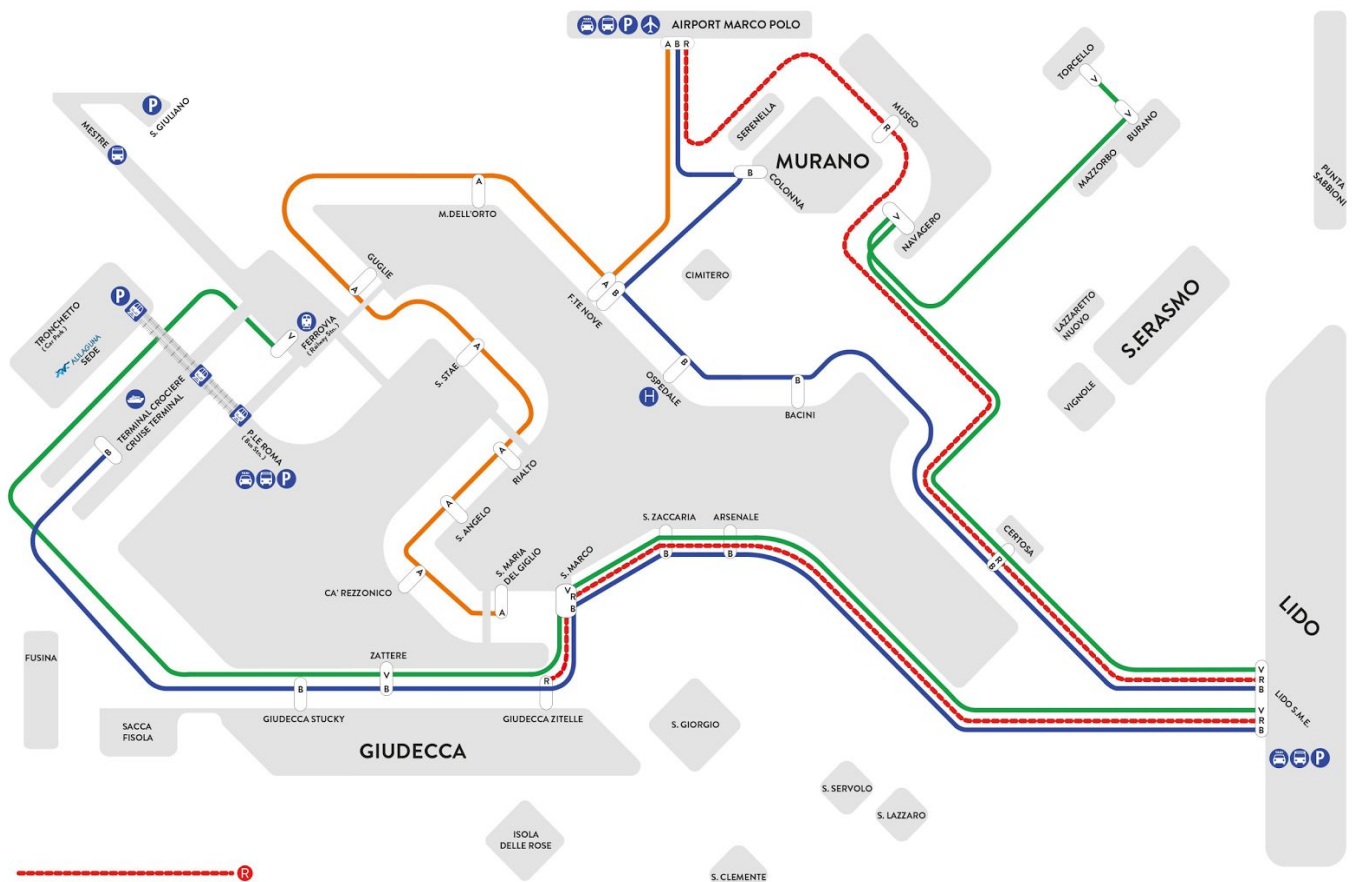 AIRPORT MARCO POLO
A B R
P
P
S. GIULIANO
MESTRE
TORCELLO
V
V
BURANO
MAZZORBO
PUNTA
SABBIONI
MUSEO
R
SERENELLA
MURANO
B
COLONNA
V
NAVAGERO
A
M.DELL'ORTO
GUGLIE
A
CIMITERO
A
B
F.TE NOVE
LAZZARETTO
NUOVO
S.ERASMO
VIGNOLE
P
TRONCHETTO
( Car Park )
ALILAGUNA
SEDE
V
FERROVIA
( Railway Stn. )
TERMINAL CROCIERE
CRUISE TERMINAL
B
P.LE ROMA
( Bus Stn. )
TAXI
BUS
P
A
S. STAE
B
OSPEDALE
H
B
BACINI
A
RIALTO
A
S. ANGELO
A
CA' REZZONICO
S. MARIA
DEL GIGLIO
A
S. MARCO
V
R
B
S. ZACCARIA
B
ARSENALE
B
CERTOSA
R
B
LIDO
V
R
B
V
R
B
LIDO S.M.E.
P
FUSINA
SACCA
FISOLA
ZATTERE
V
B
B
GIUDECCA STUCKY
R
GIUDECCA ZITELLE
GIUDECCA
S. GIORGIO
S. SERVOLO
S. LAZZARO
ISOLA
DELLE ROSE
S. CLEMENTE
R